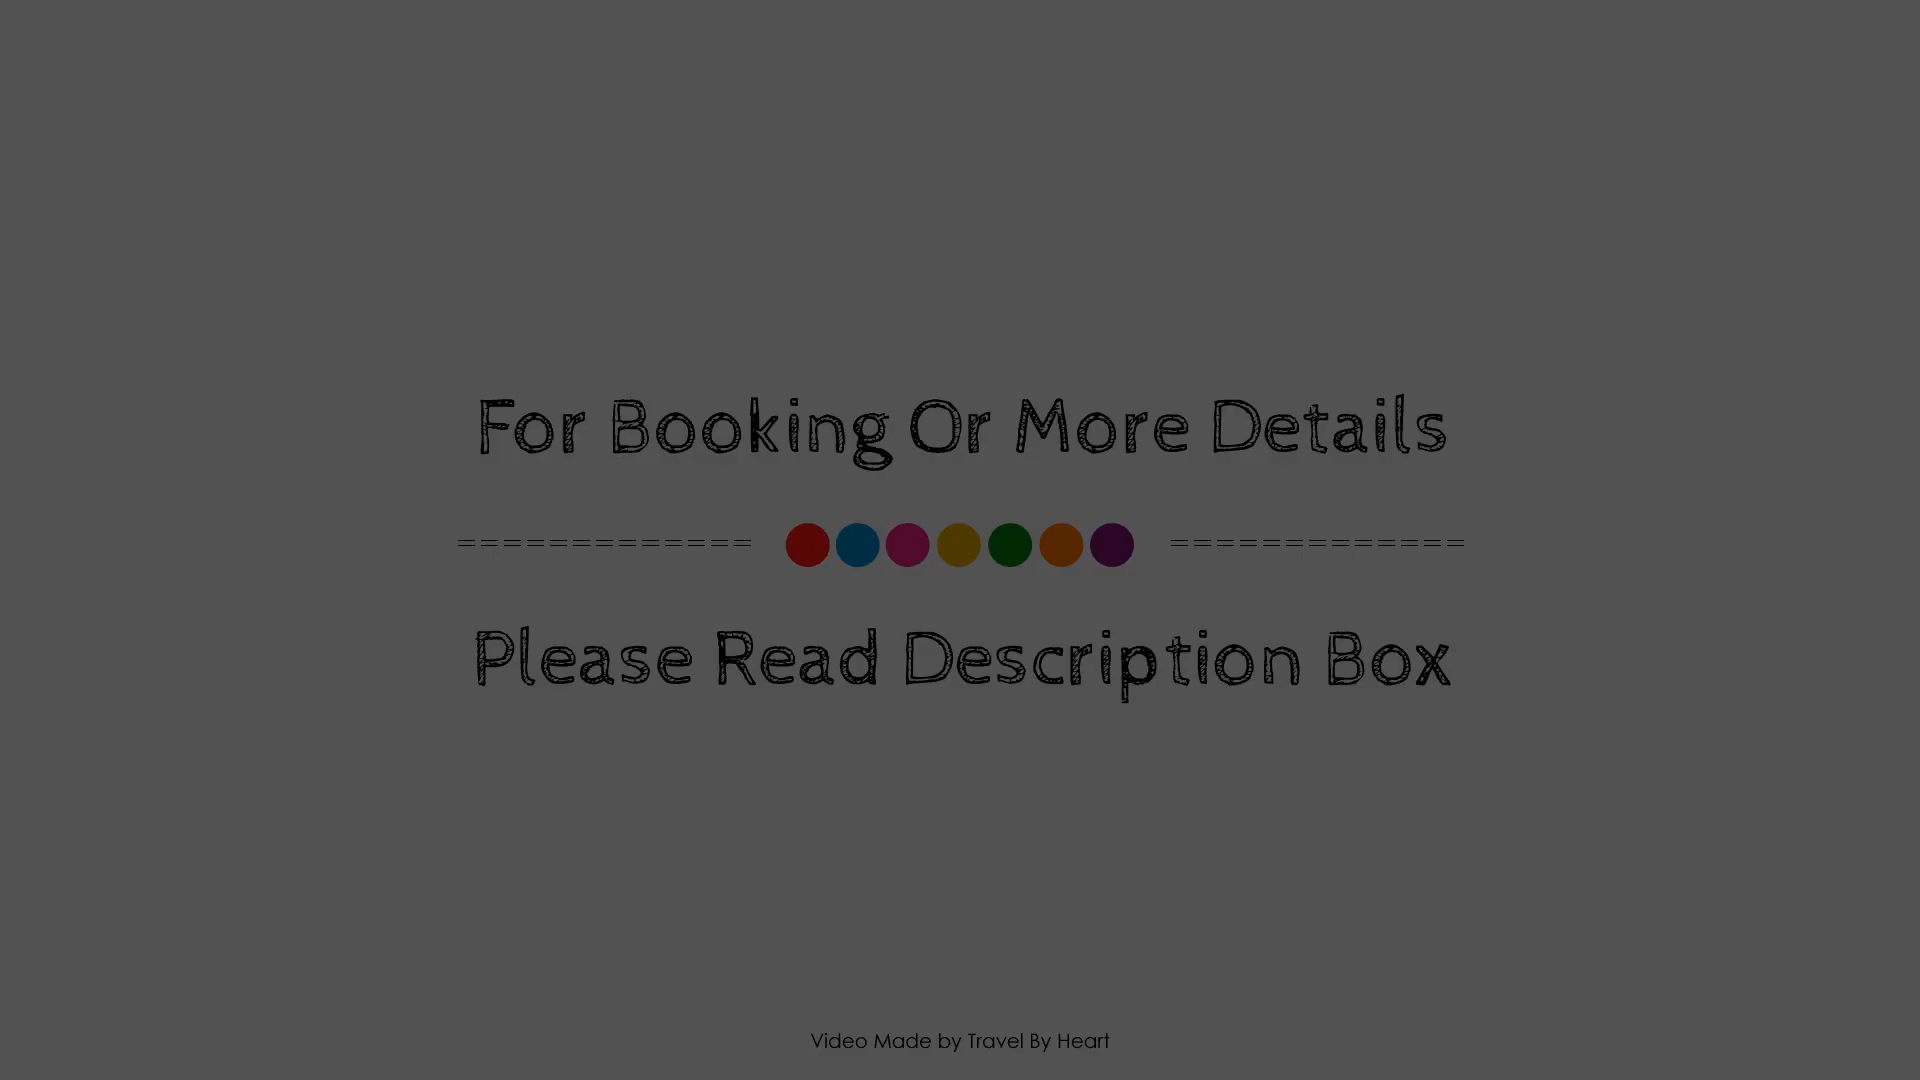 For Booking Or More Details
============= =============
Please Read Description Box
Video Made by Travel By Heart